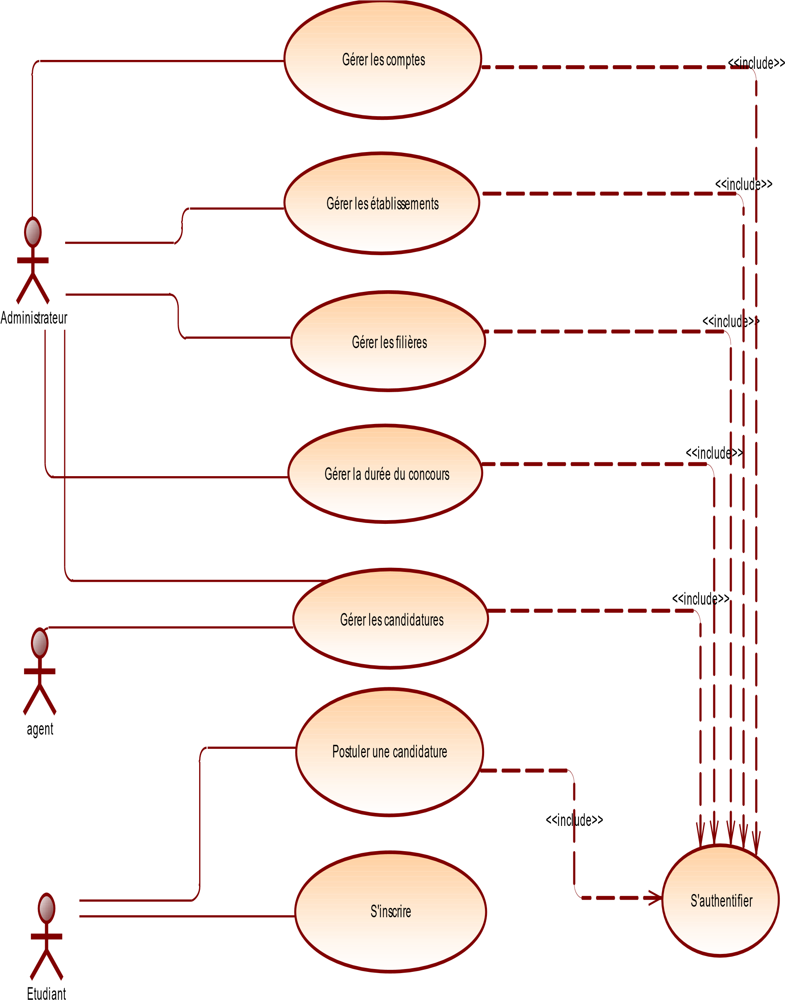 Gérer les comptes
<<include>>
Gérer les établissements
<<include>>
Administrateur
Gérer les filières
<<include>>
Gérer la durée du concours
<<include>>
Gérer les candidatures
<<include>>
agent
Postuler une candidature
<<include>>
S'inscrire
S'authentifier
Etudiant